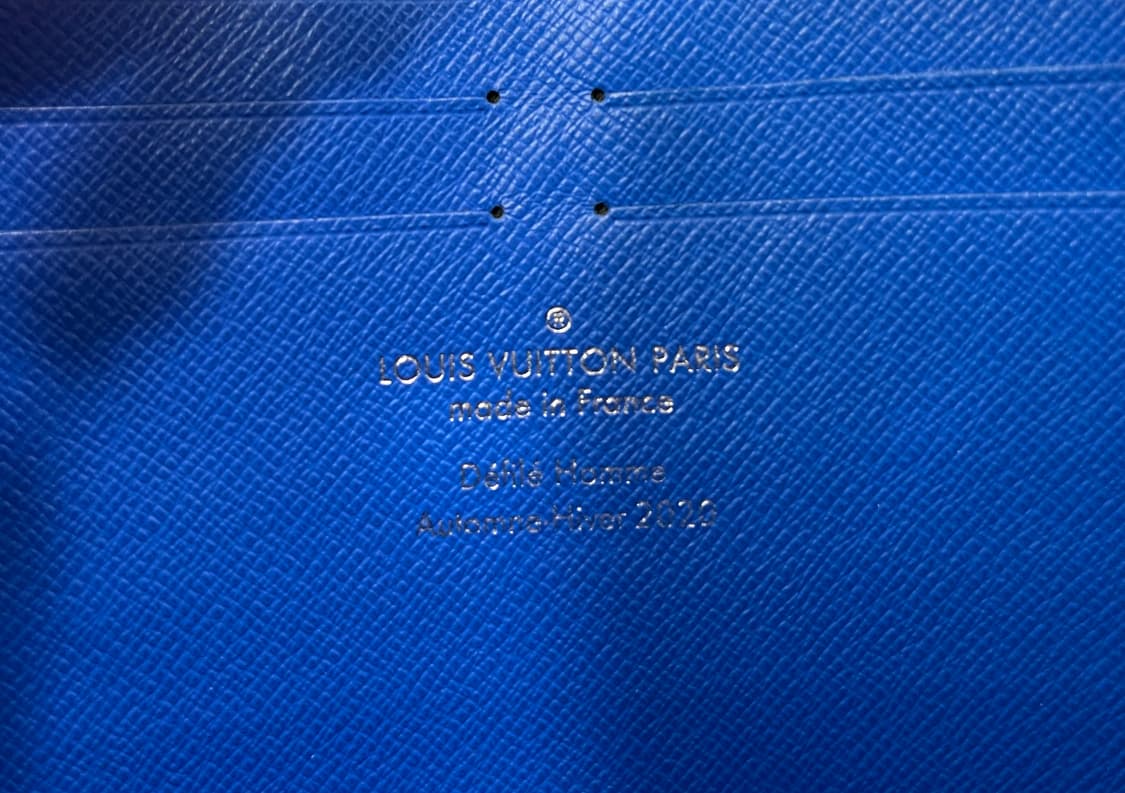 ®
LOUIS VUITTON PARIS
made in France
Défilé Homme
Automne-Hiver 2020